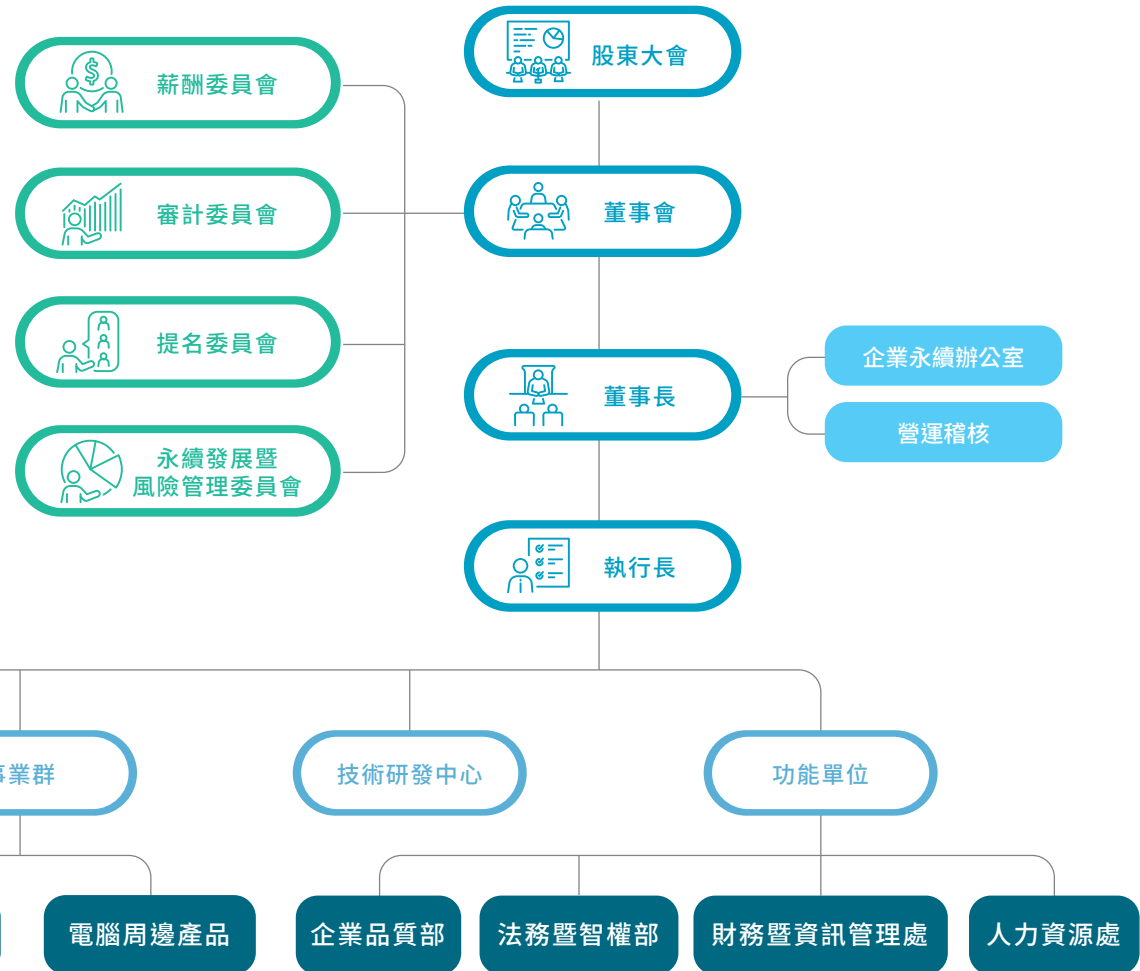 股東大會
薪酬委員會
審計委員會
董事會
提名委員會
企業永續辦公室
董事長
營運稽核
永續發展暨
風險管理委員會
執行長
事業群
技術研發中心
功能單位
電腦周邊產品
企業品質部
法務暨智權部
財務暨資訊管理處
人力資源處